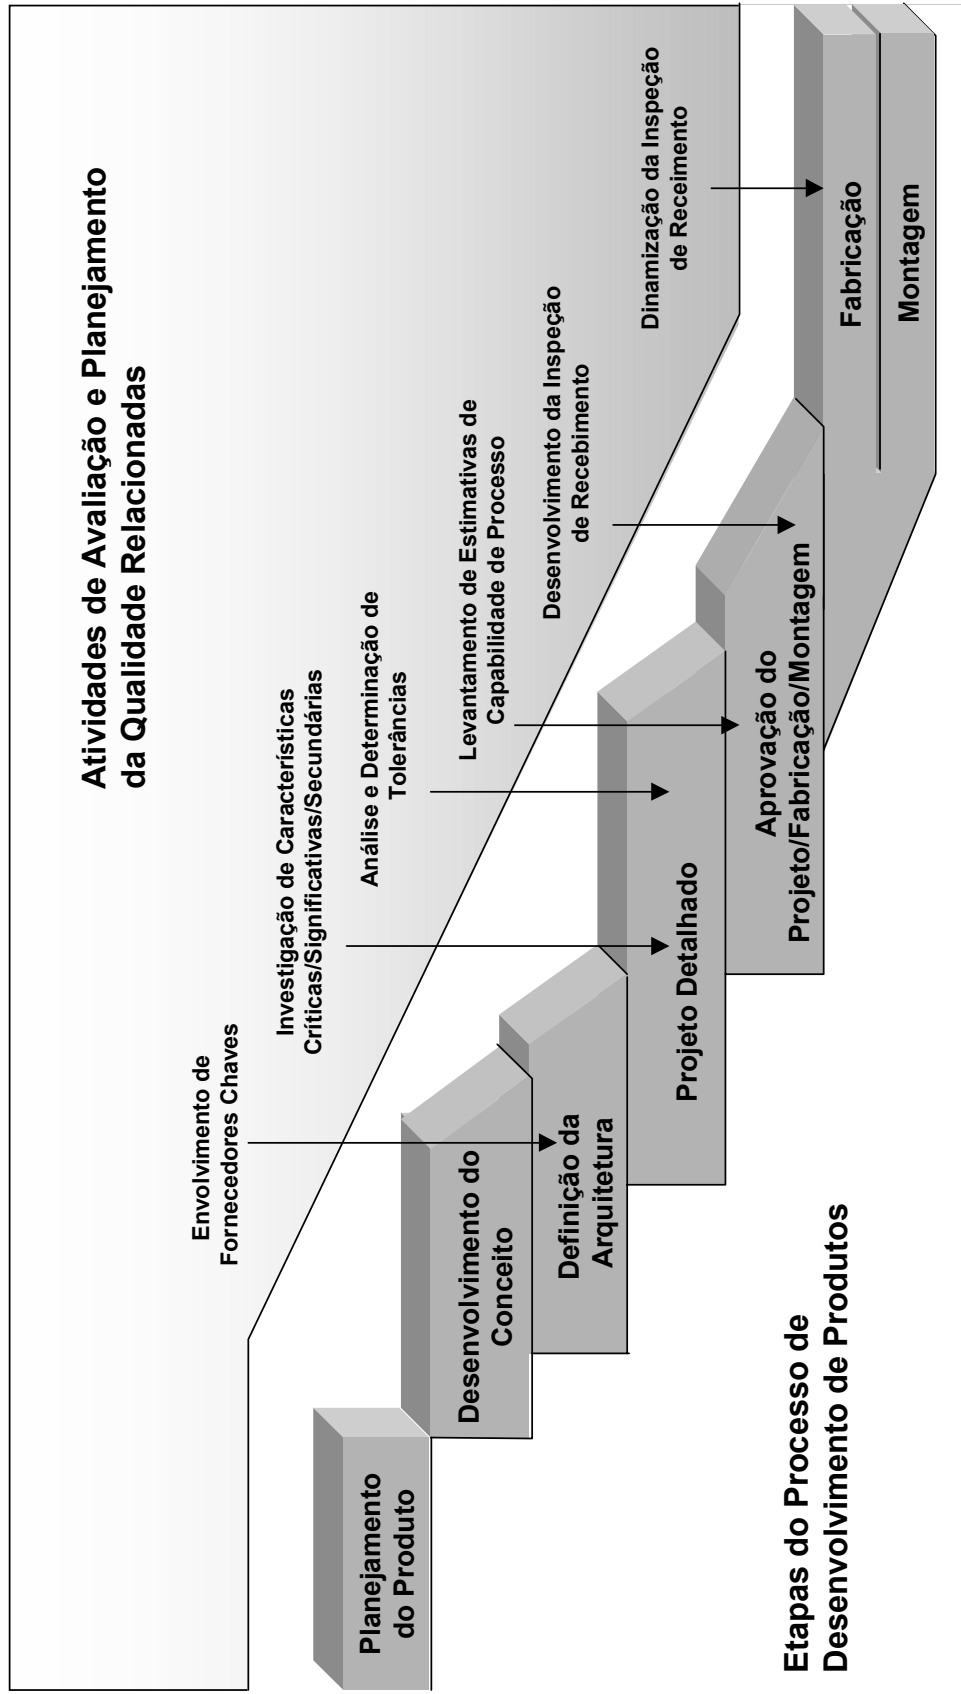 Atividades de Avaliação e Planejamento
da Qualidade Relacionadas
Envolvimento de
Fornecedores Chaves
Investigação de Características
Críticas/Significativas/Secundárias
Análise e Determinação de
Tolerâncias
Levantamento de Estimativas de
Capabilidade de Processo
Desenvolvimento da Inspeção
de Recebimento
Dinamização da Inspeção
de Receimento
Planejamento
do Produto
Desenvolvimento do
Conceito
Definição da
Arquitetura
Projeto Detalhado
Aprovação do
Projeto/Fabricação/Montagem
Fabricação
Montagem
Etapas do Processo de
Desenvolvimento de Produtos